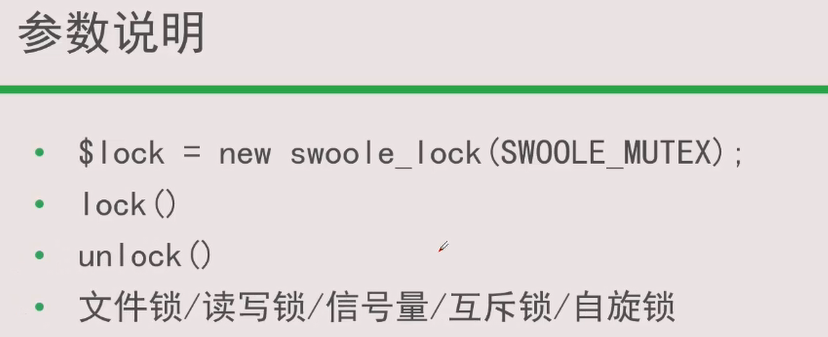 参数说明
• $lock = new swoole_lock(SWOOLE_MUTEX);
• lock()
• unlock()
• 文件锁/读写锁/信号量/互斥锁/自旋锁